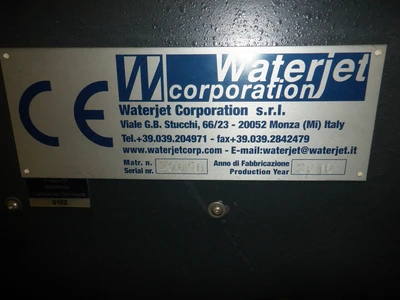 CE
W Waterjet
corporation
Waterjet Corporation s.r.l.
Viale G.B. Stucchi, 66/23 - 20052 Monza (Mi) Italy
Tel.+39.039.204971 - fax+39.039.2842479
www.waterjetcorp.com - E-mail:waterjet@waterjet.it
Matr. n. Anno di Fabbricazione
Serial nr. Production Year